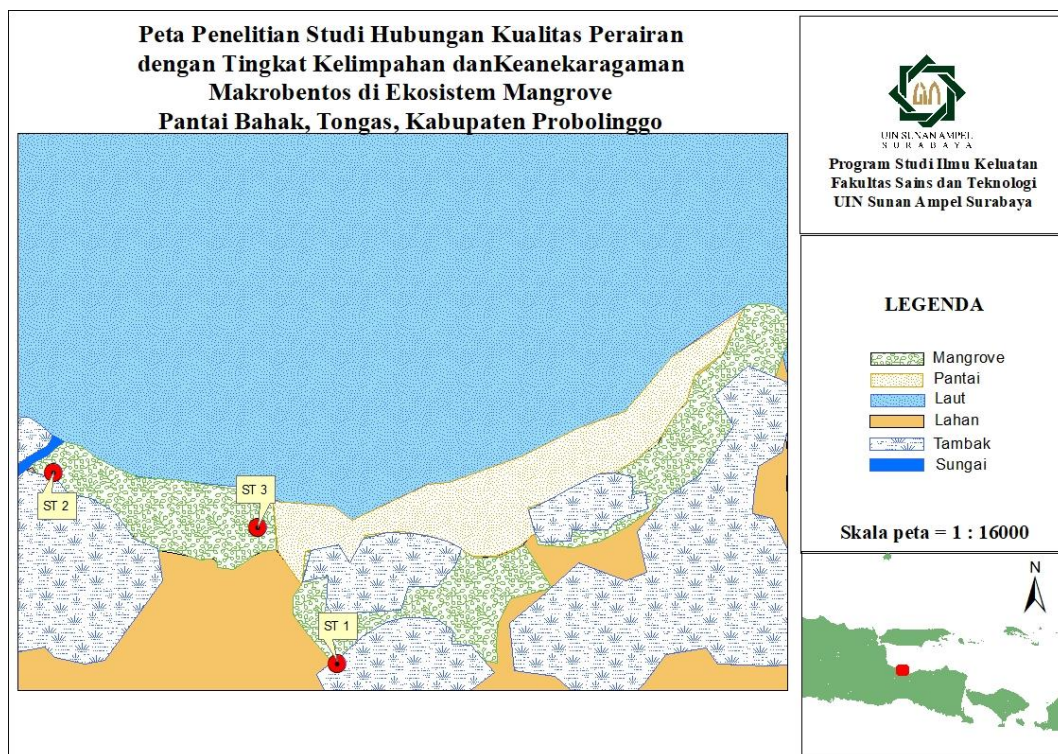 Peta Penelitian Studi Hubungan Kualitas Perairan
dengan Tingkat Kelimpahan danKeanekaragaman
Makrobentos di Ekosistem Mangrove
Pantai Bahak, Tongas, Kabupaten Probolinggo
UIN SUNAN AMPEL
SURABAYA
Program Studi Ilmu Keluatan
Fakultas Sains dan Teknologi
UIN Sunan Ampel Surabaya
LEGENDA
Mangrove
Pantai
Laut
Lahan
Tambak
Sungai
Skala peta = 1 : 16000
N
ST 2
ST 3
ST 1